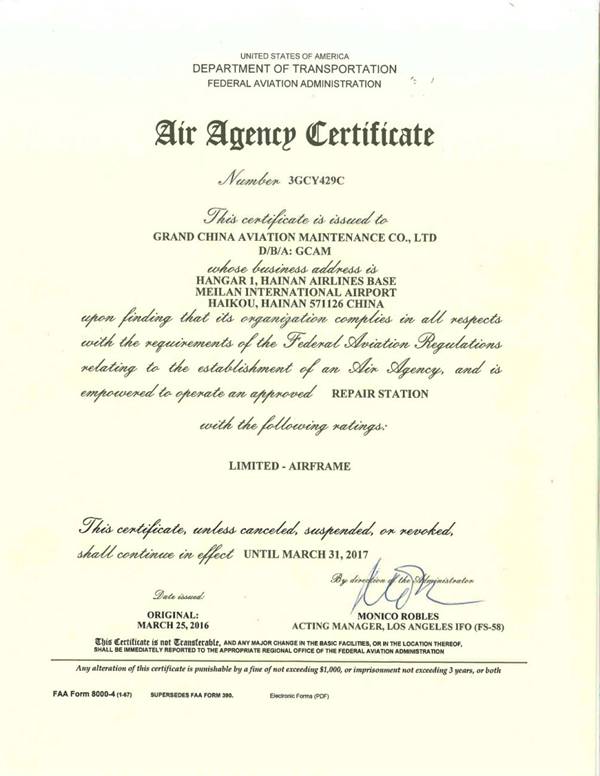 UNITED STATES OF AMERICA
DEPARTMENT OF TRANSPORTATION
FEDERAL AVIATION ADMINISTRATION
Air Agency Certificate
Number 3GCY429C
This certificate is issued to
GRAND CHINA AVIATION MAINTENANCE CO., LTD
D/B/A: GCAM
whose business address is
HANGAR 1, HAINAN AIRLINES BASE
MEILAN INTERNATIONAL AIRPORT
HAIKOU, HAINAN 571126 CHINA
upon finding that its organization complies in all respects
with the requirements of the Federal Aviation Regulations
relating to the establishment of an Air Agency, and is
empowered to operate an approved REPAIR STATION
with the following ratings:
LIMITED - AIRFRAME
This certificate, unless canceled, suspended, or revoked,
shall continue in effect UNTIL MARCH 31, 2017
By direction of the Administrator
Date issued:
ORIGINAL:
MARCH 25, 2016
MONICO ROBLES
ACTING MANAGER, LOS ANGELES IFO (FS-58)
This Certificate is not Transferable, AND ANY MAJOR CHANGE IN THE BASIC FACILITIES, OR IN THE LOCATION THEREOF,
SHALL BE IMMEDIATELY REPORTED TO THE APPROPRIATE REGIONAL OFFICE OF THE FEDERAL AVIATION ADMINISTRATION
Any alteration of this certificate is punishable by a fine of not exceeding $1,000, or imprisonment not exceeding 3 years, or both
FAA Form 8000-4 (1-67) SUPERSEDES FAA FORM 390. Electronic Forms (PDF)